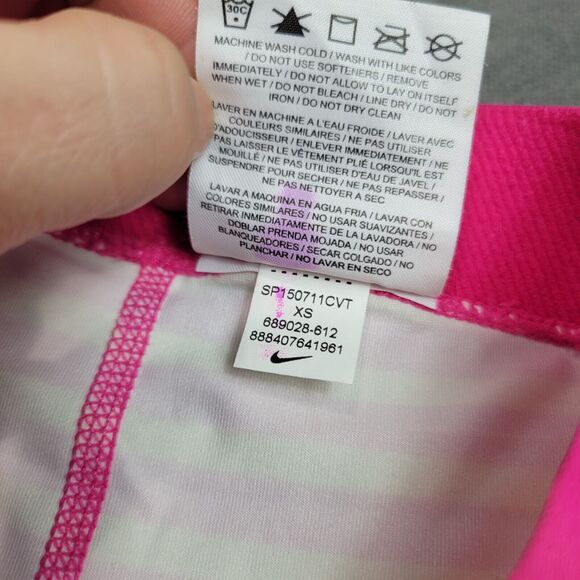 30C
MACHINE WASH COLD / WASH WITH LIKE COLORS
/ DO NOT USE SOFTENERS / REMOVE
IMMEDIATELY / DO NOT ALLOW TO LAY ON ITSELF
WHEN WET / DO NOT BLEACH / LINE DRY / DO NOT
IRON / DO NOT DRY CLEAN
LAVER EN MACHINE A L'EAU FROIDE / LAVER AVEC
COULEURS SIMILAIRES / NE PAS UTILISER
D'ADOUCISSEUR / ENLEVER IMMEDIATEMENT / NE
PAS LAISSER LE VÊTEMENT PLIÉ LORSQU'IL EST
MOUILLÉ / NE PAS UTILISER D'EAU DE JAVEL /
SUSPENDRE POUR SECHER / NE PAS REPASSER /
NE PAS NETTOYER A SEC
LAVAR A MAQUINA EN AGUA FRIA / LAVAR CON
COLORES SIMILARES / NO USAR SUAVIZANTES /
RETIRAR INMEDIATAMENTE DE LA LAVADORA / NO
DOBLAR PRENDA MOJADA / NO USAR
BLANQUEADORES / SECAR COLGADO / NO
PLANCHAR / NO LAVAR EN SECO
SP150711CVT
XS
689028-612
888407641961